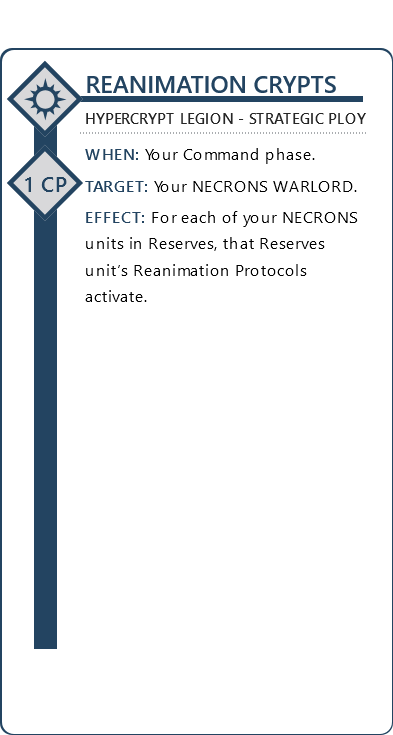 REANIMATION CRYPTS
HYPERCRYPT LEGION - STRATEGIC PLOY
WHEN: Your Command phase.
1 CP
TARGET: Your NECRONS WARLORD.
EFFECT: For each of your NECRONS
units in Reserves, that Reserves
unit’s Reanimation Protocols
activate.